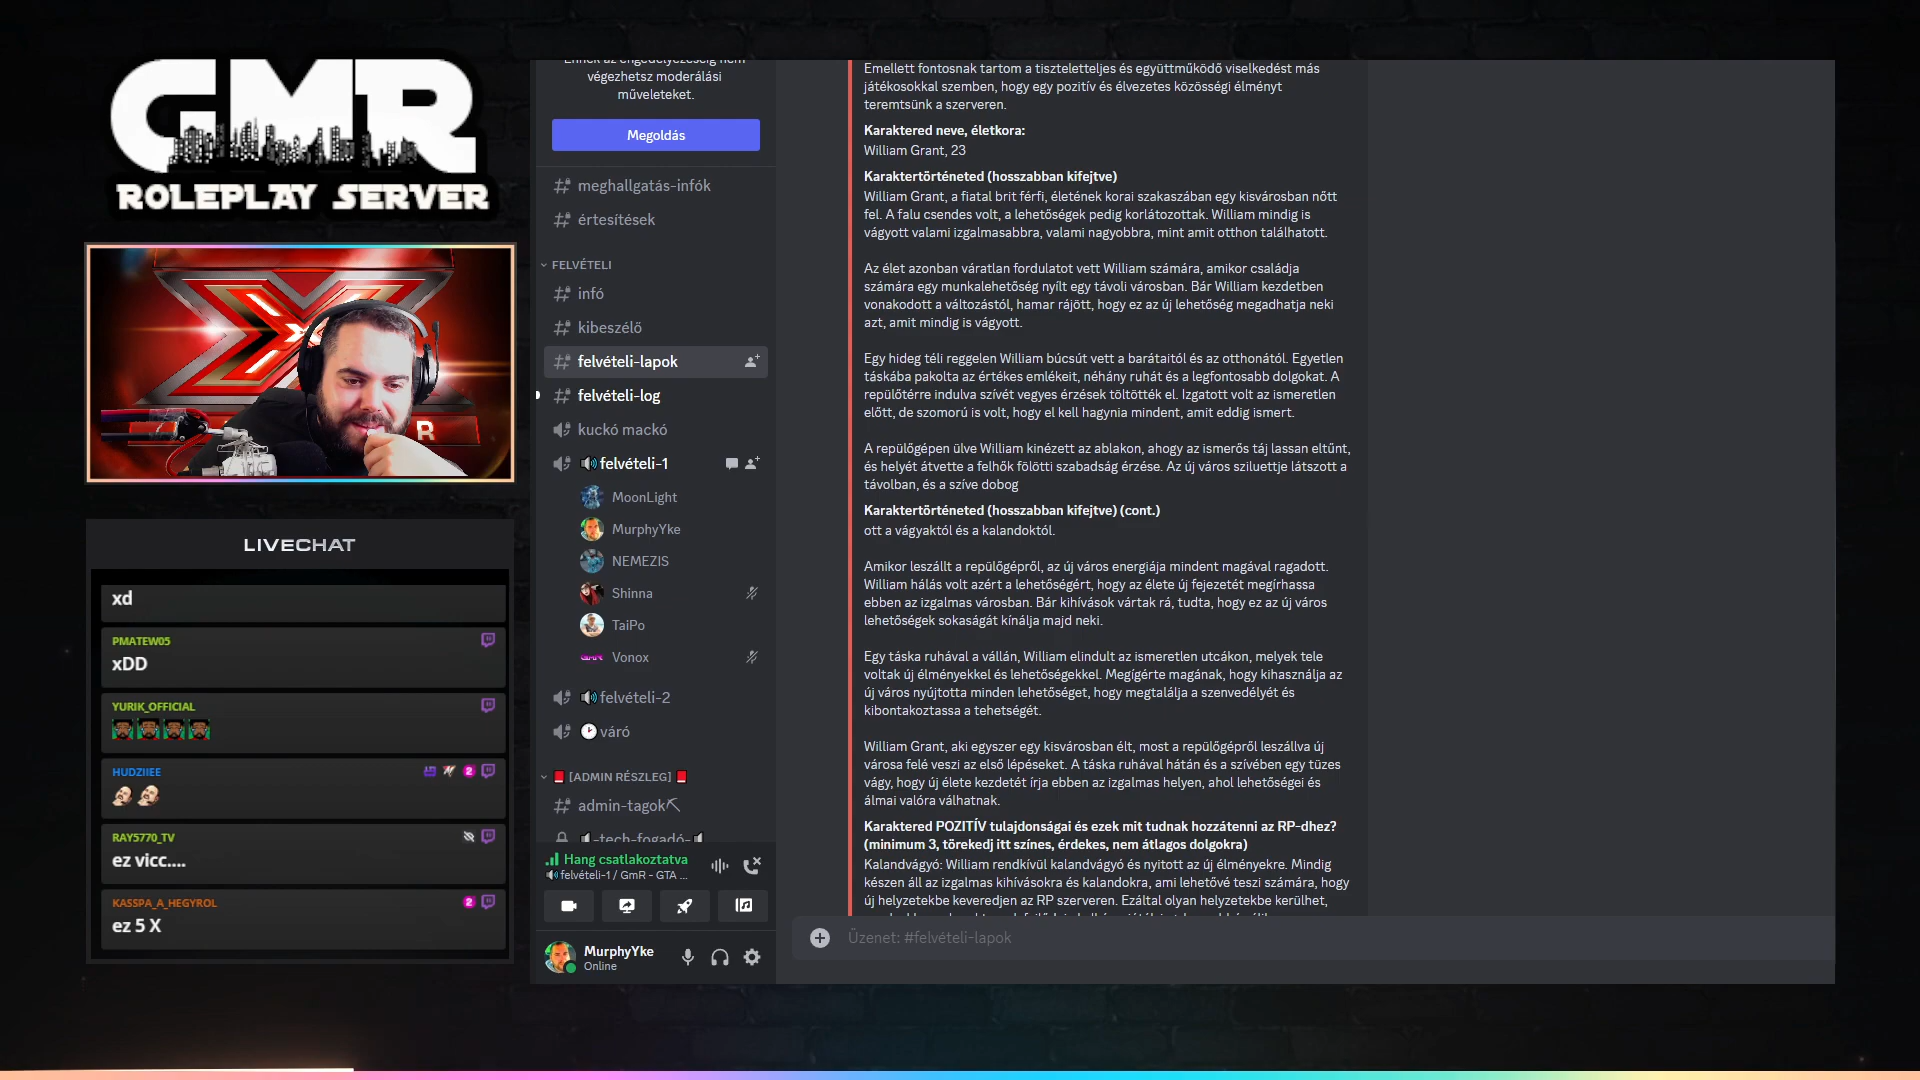 GMR
ROLEPLAY SERVER
R
LIVECHAT
xd
PMATEW05
xDD
YURIK_OFFICIAL
HUDZIIEE
2
RAY5770_TV
ez vicc....
KASSPA_A_HEGYROL
2
ez 5 X
végezhetsz moderálási
műveleteket.
Megoldás
meghallgatás-infók
értesítések
FELVÉTELI
infó
kibeszélő
felvételi-lapok
felvételi-log
kuckó mackó
felvételi-1
MoonLight
MurphyYke
NEMEZIS
Shinna
TaiPo
GMR Vonox
felvételi-2
váró
[ADMIN RÉSZLEG]
admin-tagok
-tech-fogadó-
Hang csatlakoztatva
felvételi-1 / GmR - GTA ...
MurphyYke
Online
Emellett fontosnak tartom a tiszteletteljes és együttműködő viselkedést más
játékosokkal szemben, hogy egy pozitív és élvezetes közösségi élményt
teremtsünk a szerveren.
Karaktered neve, életkora:
William Grant, 23
Karaktertörténeted (hosszabban kifejtve)
William Grant, a fiatal brit férfi, életének korai szakaszában egy kisvárosban nőtt
fel. A falu csendes volt, a lehetőségek pedig korlátozottak. William mindig is
vágyott valami izgalmasabbra, valami nagyobbra, mint amit otthon találhatott.
Az élet azonban váratlan fordulatot vett William számára, amikor családja
számára egy munkalehetőség nyílt egy távoli városban. Bár William kezdetben
vonakodott a változástól, hamar rájött, hogy ez az új lehetőség megadhatja neki
azt, amit mindig is vágyott.
Egy hideg téli reggelen William búcsút vett a barátaitól és az otthonától. Egyetlen
táskába pakolta az értékes emlékeit, néhány ruhát és a legfontosabb dolgokat. A
repülőtérre indulva szívét vegyes érzések töltötték el. Izgatott volt az ismeretlen
előtt, de szomorú is volt, hogy el kell hagynia mindent, amit eddig ismert.
A repülőgépen ülve William kinézett az ablakon, ahogy az ismerős táj lassan eltűnt,
és helyét átvette a felhők fölötti szabadság érzése. Az új város sziluettje látszott a
távolban, és a szíve dobog
Karaktertörténeted (hosszabban kifejtve) (cont.)
ott a vágyaktól és a kalandoktól.
Amikor leszállt a repülőgépről, az új város energiája mindent magával ragadott.
William hálás volt azért a lehetőségért, hogy az élete új fejezetét megírhassa
ebben az izgalmas városban. Bár kihívások vártak rá, tudta, hogy ez az új város
lehetőségek sokaságát kínálja majd neki.
Egy táska ruhával a vállán, William elindult az ismeretlen utcákon, melyek tele
voltak új élményekkel és lehetőségekkel. Megígérte magának, hogy kihasználja az
új város nyújtotta minden lehetőséget, hogy megtalálja a szenvedélyét és
kibontakoztassa a tehetségét.
William Grant, aki egyszer egy kisvárosban élt, most a repülőgépről leszállva új
városa felé veszi az első lépéseket. A táska ruhával hátán és a szívében egy tüzes
vágy, hogy új élete kezdetét írja ebben az izgalmas helyen, ahol lehetőségei és
álmai valóra válhatnak.
Karaktered POZITÍV tulajdonságai és ezek mit tudnak hozzátenni az RP-dhez?
(minimum 3, törekedj itt színes, érdekes, nem átlagos dolgokra)
Kalandvágyó: William rendkívül kalandvágyó és nyitott az új élményekre. Mindig
készen áll az izgalmas kihívásokra és kalandokra, ami lehetővé teszi számára, hogy
új helyzetekbe keveredjen az RP szerveren. Ezáltal olyan helyzetekbe kerülhet,
Üzenet: #felvételi-lapok